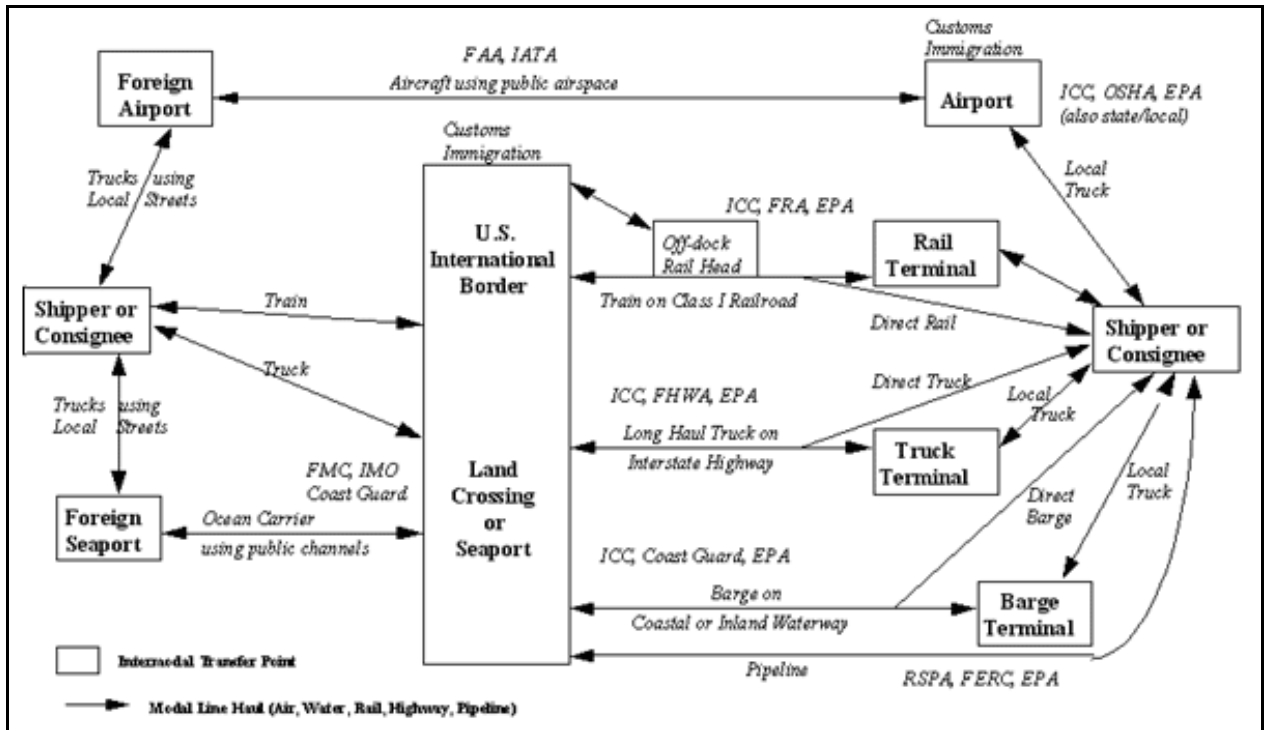 Customs
Immigration
FAA, IATA
Foreign
Airport
Aircraft using public airspace
Airport
ICC, OSHA, EPA
(also state/local)
Customs
Immigration
Trucks using
Local Streets
Local
Truck
ICC, FRA, EPA
U.S.
International
Border
Off-dock
Rail Head
Rail
Terminal
Train
Train on Class I Railroad
Shipper or
Consignee
Direct Rail
Shipper or
Consignee
Truck
Direct Truck
ICC, FHWA, EPA
Local
Truck
Trucks using
Local Streets
Long Haul Truck on
Interstate Highway
Truck
Terminal
FMC, IMO
Coast Guard
Land
Crossing
or
Seaport
Local
Truck
Foreign
Seaport
Ocean Carrier
using public channels
Direct
Barge
ICC, Coast Guard, EPA
Barge on
Coastal or Inland Waterway
Barge
Terminal
Pipeline
RSPA, FERC, EPA
Intermodal Transfer Point
Modal Line Haul (Air, Water, Rail, Highway, Pipeline)